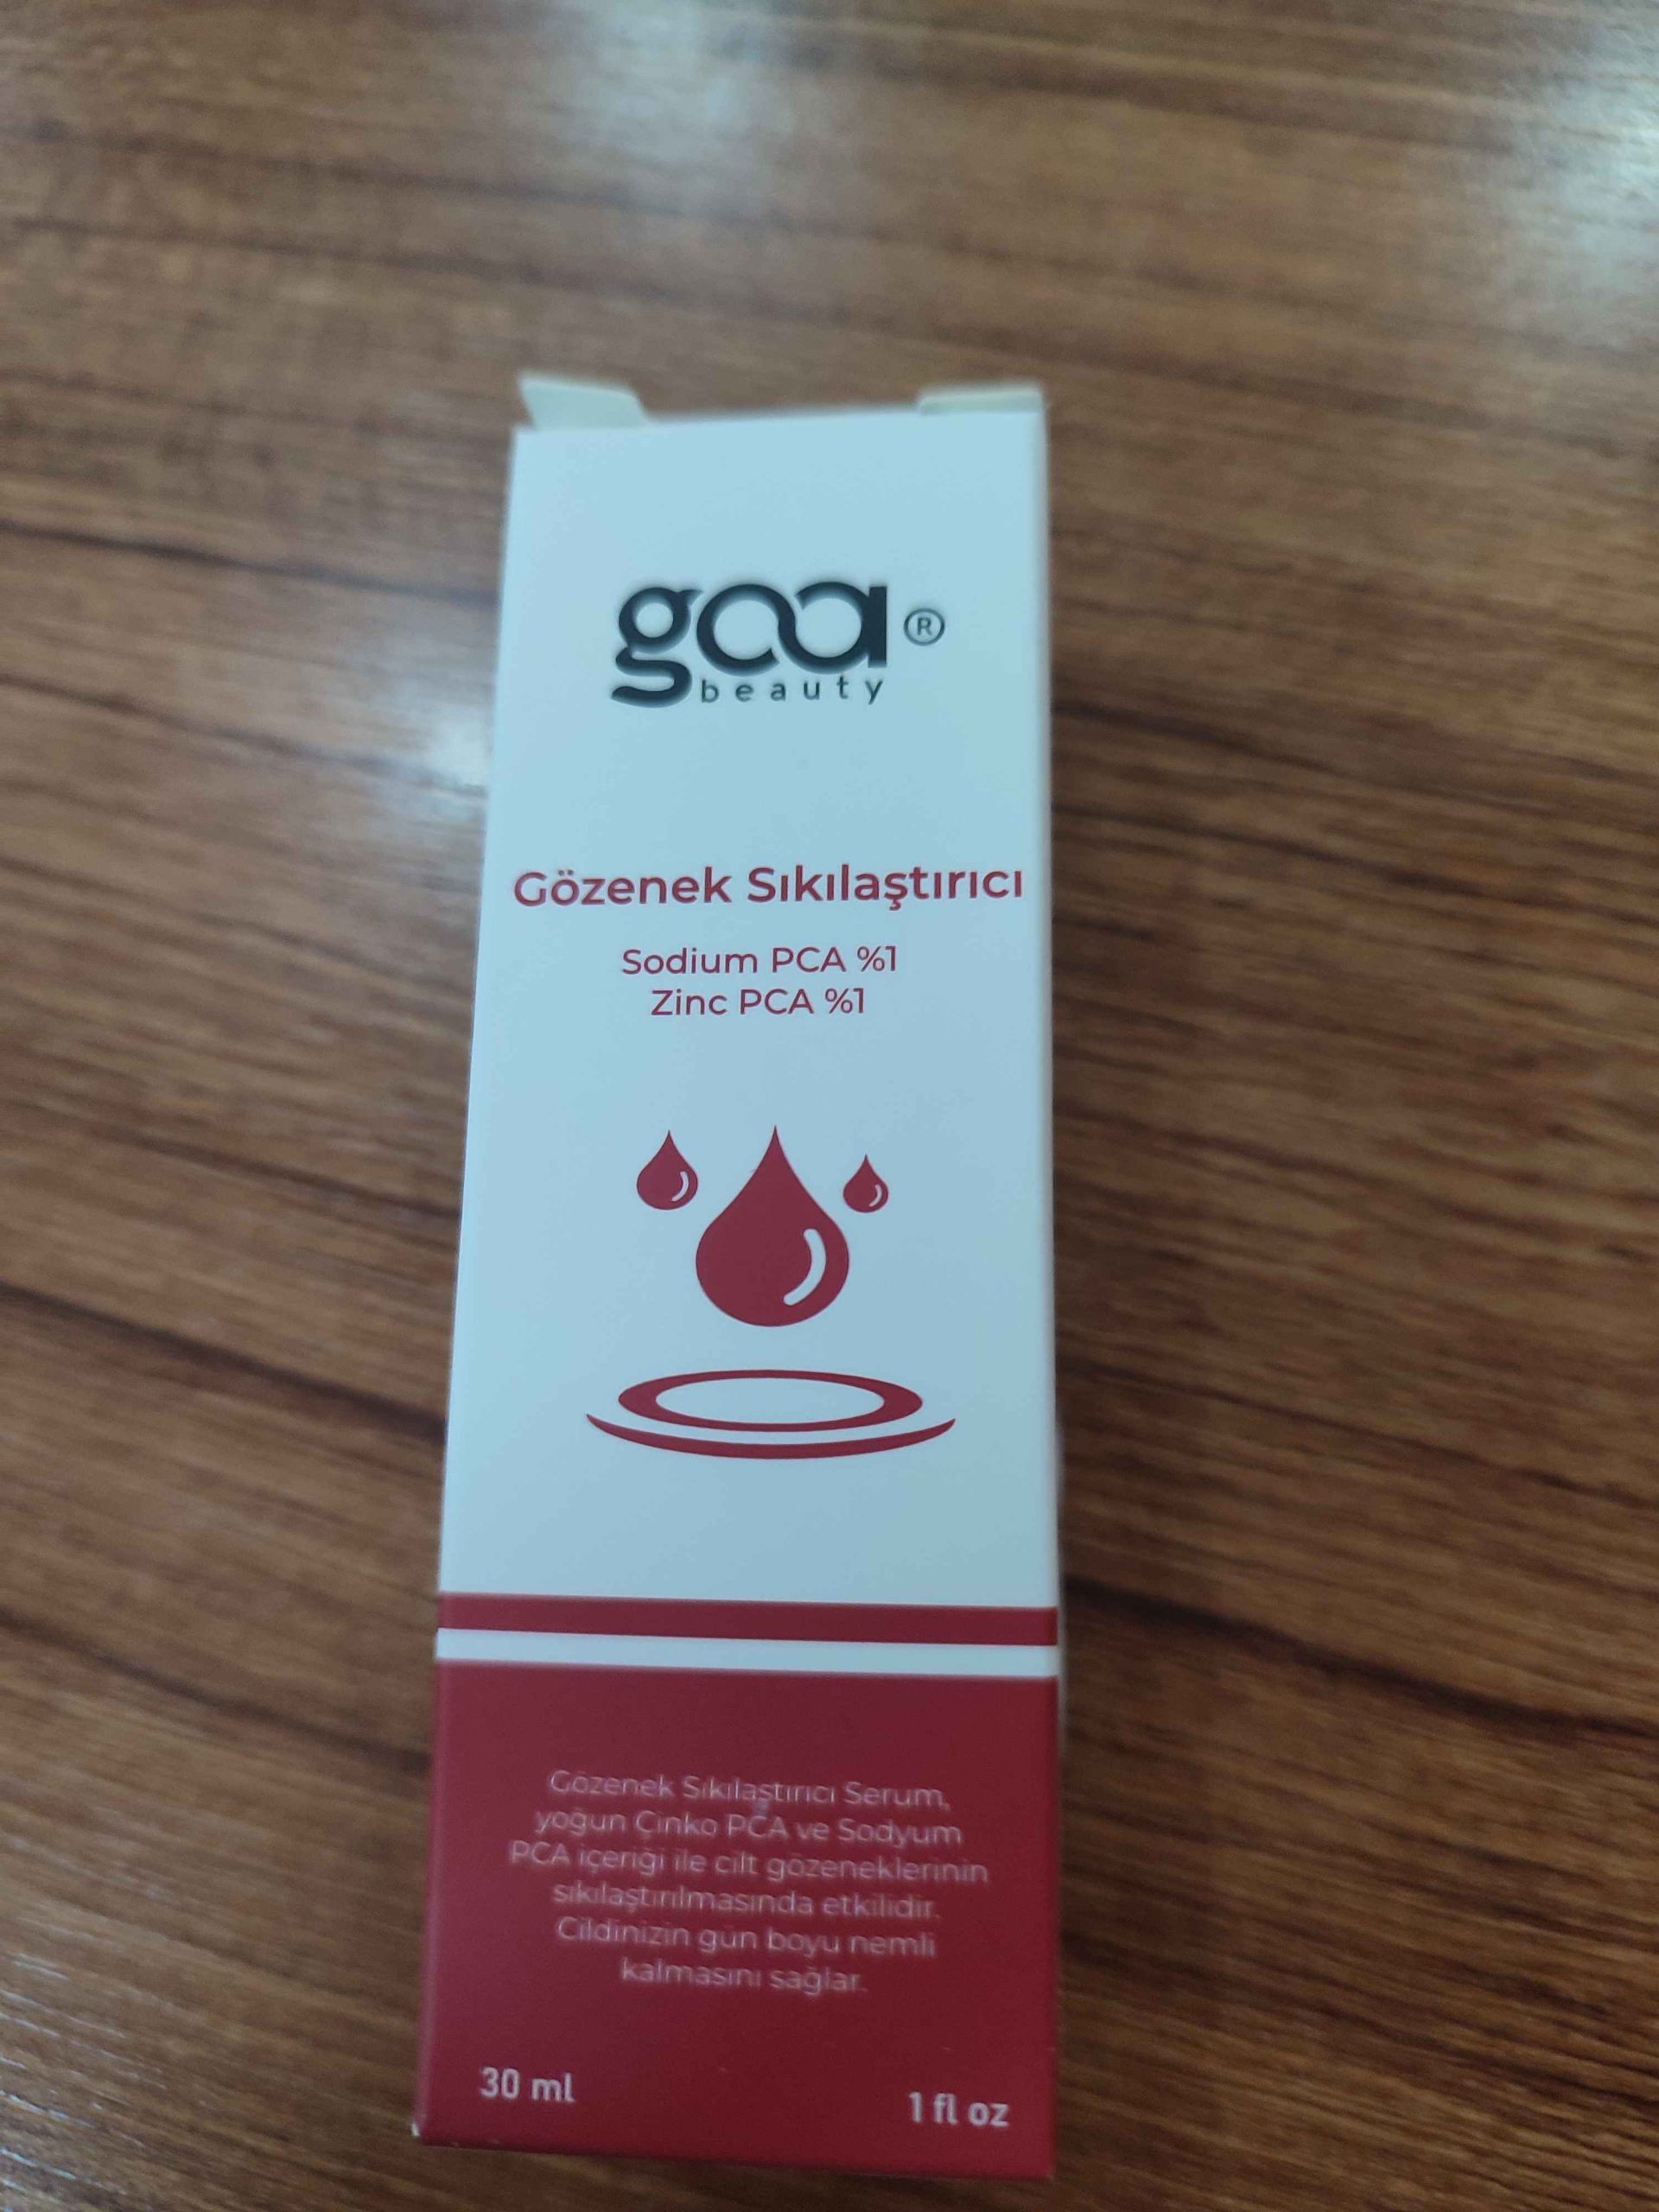 goa®
beauty
Gözenek Sıkılaştırıcı
Sodium PCA %1
Zinc PCA %1
Gözenek Sıkılaştırıcı Serum,
yoğun Çinko PCA ve Sodyum
PCA içeriği ile cilt gözeneklerinin
sıkılaştırılmasında etkilidir.
Cildinizin gün boyu nemli
kalmasını sağlar.
30 ml
1 fl oz